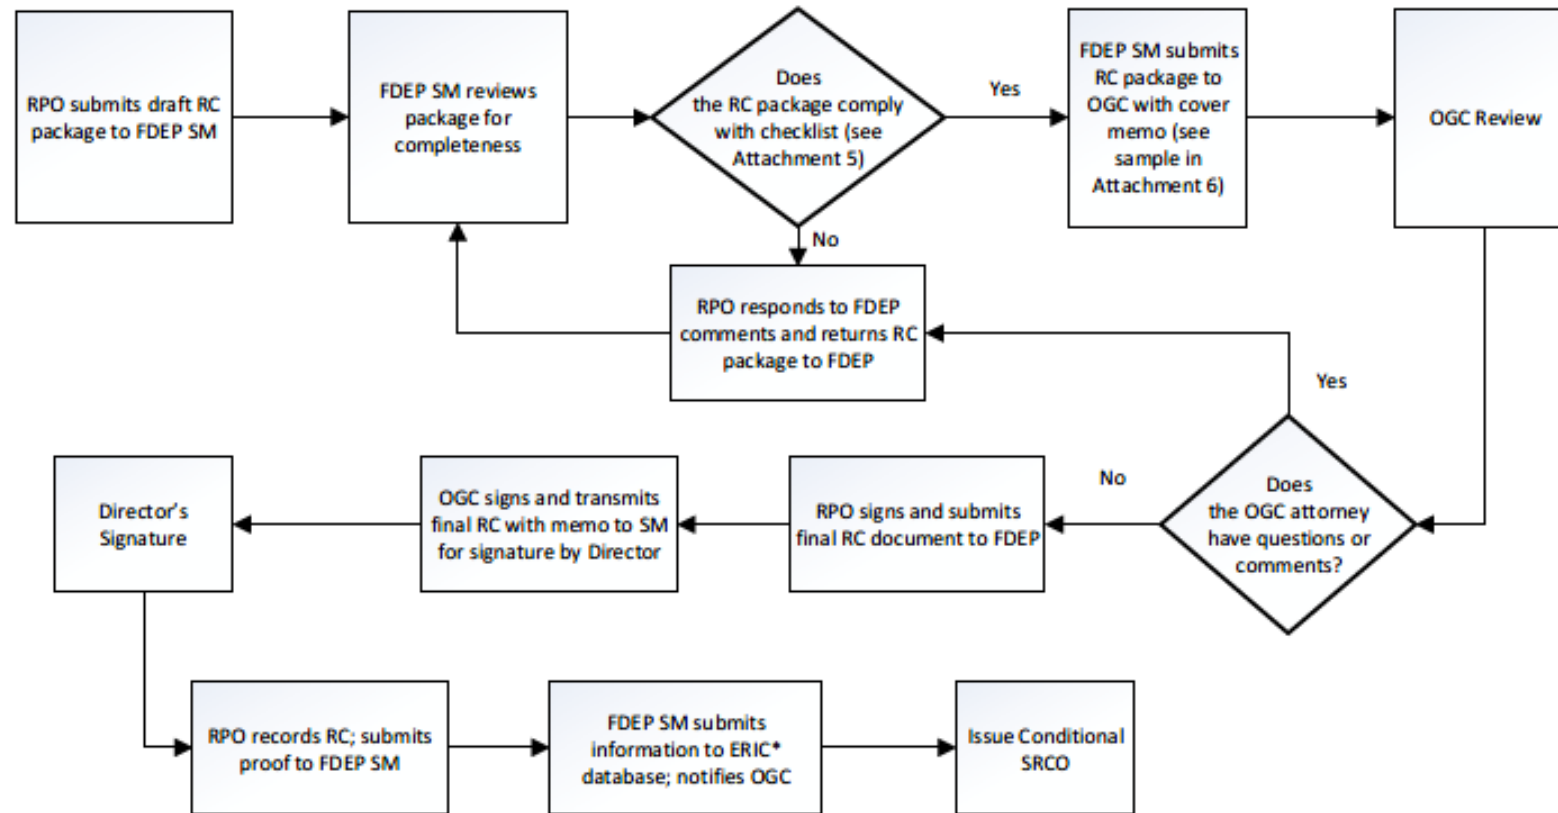 RPO submits draft RC
package to FDEP SM
FDEP SM reviews
package for
completeness
Does
the RC package comply
with checklist (see
Attachment 5)
Yes
FDEP SM submits
RC package to
OGC with cover
memo (see
sample in
Attachment 6)
OGC Review
No
RPO responds to FDEP
comments and returns RC
package to FDEP
Yes
Does
the OGC attorney
have questions or
comments?
No
RPO signs and submits
final RC document to FDEP
OGC signs and transmits
final RC with memo to SM
for signature by Director
Director's
Signature
RPO records RC; submits
proof to FDEP SM
FDEP SM submits
information to ERIC*
database; notifies OGC
Issue Conditional
SRCO